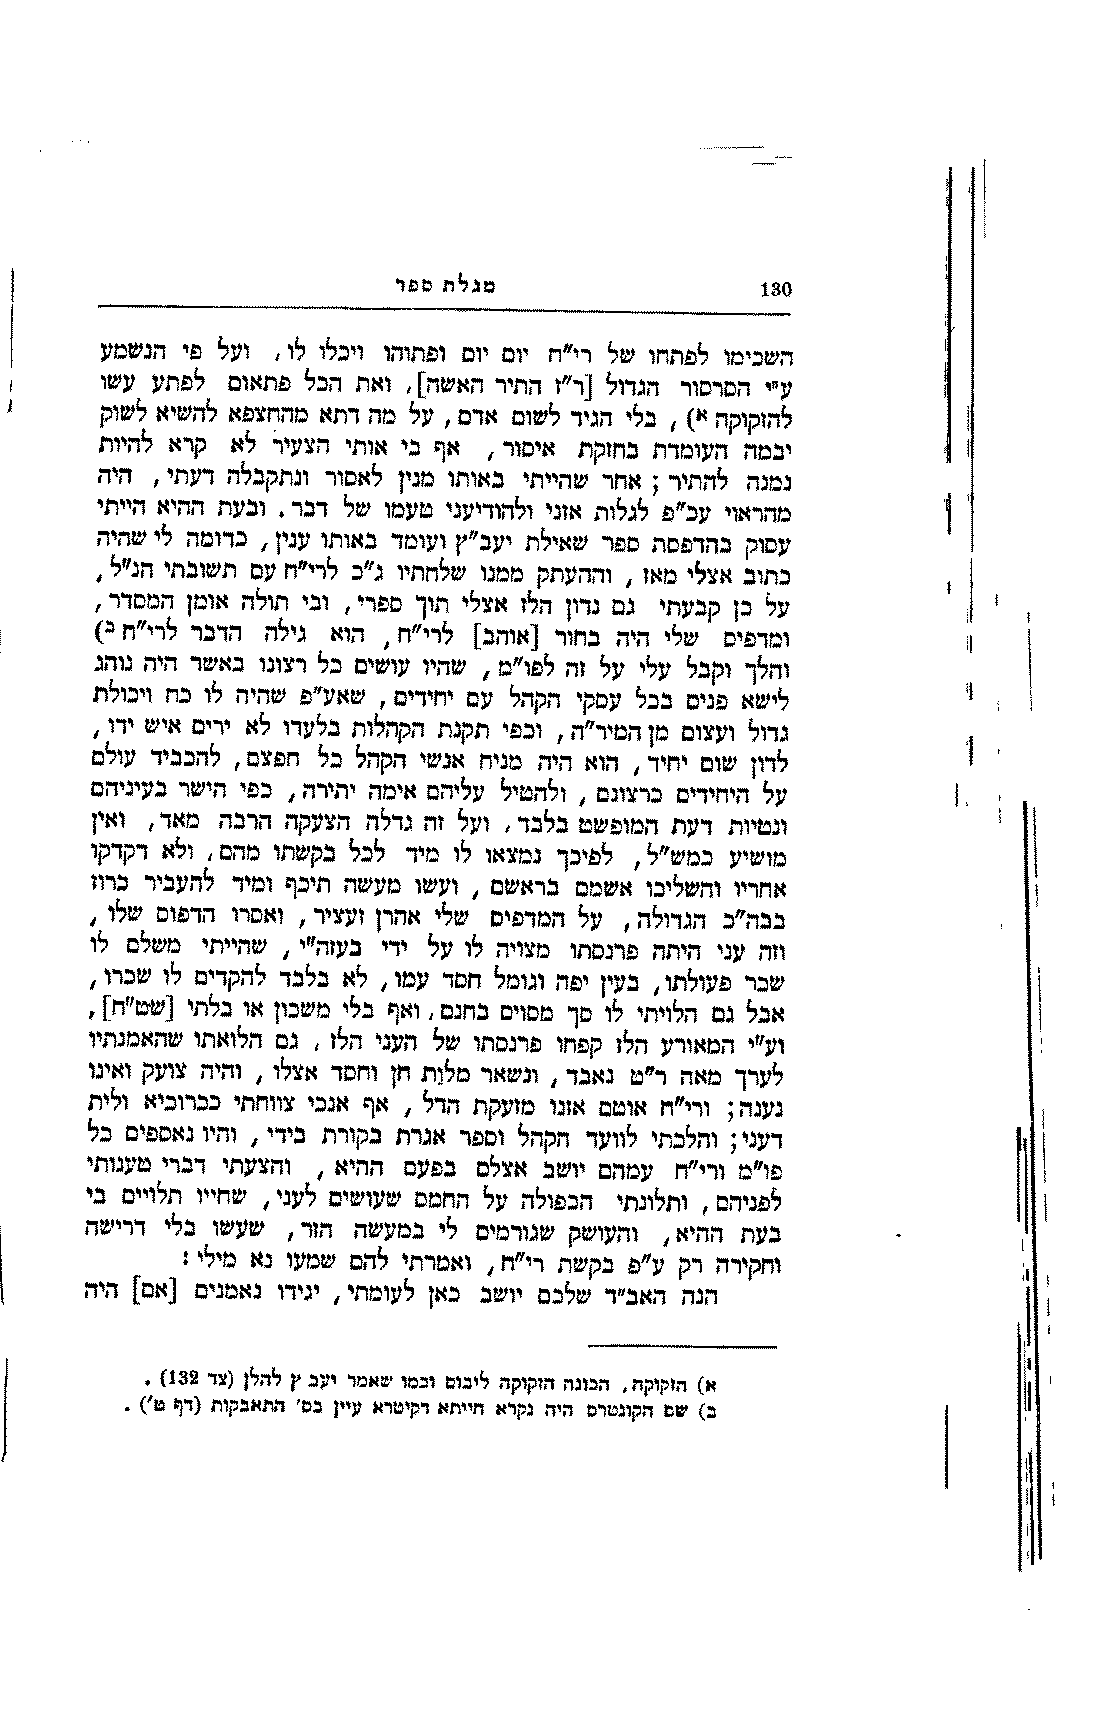 130 מגלת ספר
השכימו לפתחו של רי״ח יום יום ופתוהו ויכלו לו, ועל פי הנשמע
ע״י הסרסור הגדול [ר״ז התיר האשה], ואת הכל פתאום לפתע עשו
להזקוקה א), בלי הגיד לשום אדם, על מה דתא מהחצפא להשיא לשוק
יבמה העומדת בחזקת איסור, אף בי אותי הצעיר לא קרא להיות
נמנה להתיר; אחר שהייתי באותו מנין לאסור ונתקבלה דעתי, היה
מהראוי עכ״פ לגלות אזני ולהודיעני טעמו של דבר. ובעת ההיא הייתי
עסוק בהדפסת ספר שאילת יעב״ץ ועומד באותו ענין, כדומה לי שהיה
כתוב אצלי מאז, וההעתק ממנו שלחתיו ג״כ לרי״ח עם תשובתי הנ״ל,
על כן קבעתי גם נדון הלז אצלי תוך ספרי, ובי תולה אומן המסדר,
ומדפיס שלי היה בחור [אוהב] לרי״ח, הוא גילה הדבר לרי״ח ב)
והלך וקבל עלי על זה לפו״מ, שהיו עושים כל רצונו באשר היה נוהג
לישא פנים בכל עסקי הקהל עם יחידים, שאע״פ שהיה לו כח ויכולת
גדול ועצום מן המיר״ה, וכפי תקנת הקהלות בלעדו לא ירים איש ידו,
לדון שום יחיד, הוא היה מניח אנשי הקהל כל חפצם, להכביד עולם
על היחידים כרצונם, ולהטיל עליהם אימה יתירה, כפי הישר בעיניהם
ונטיות דעת המופשט בלבד, ועל זה גדלה הצעקה הרבה מאד, ואין
מושיע כמש״ל, לפיכך נמצאו לו מיד לכל בקשתו מהם, ולא דקדקו
אחריו והשליכו אשמם בראשם, ועשו מעשה תיכף ומיד להעביר כרוז
בבה״כ הגדולה, על המדפיס שלי אהרן זעציר, ואסרו הדפוס שלו,
וזה עני היתה פרנסתו מצויה לו על ידי בעזה״י, שהייתי משלם לו
שכר פעולתו, בעין יפה וגומל חסד עמו, לא בלבד להקדים לו שכרו,
אבל גם הלויתי לו סך מסוים בחנם, ואף בלי משכון או בלתי [שט״ח],
וע״י המאורע הלז קפחו פרנסתו של העני הלז, גם הלואתו שהאמנתיו
לערך מאה ר״ט נאבד, ונשאר מלות חן וחסד אצלו, והיה צועק ואינו
נענה; ורי״ח אוטם אזנו מזעקת הדל, אף אנכי צווחתי ככרוכיא ולית
דעני; והלכתי לוועד הקהל וספר אגרת בקורת בידי, והיו נאספים כל
פו״מ ורי״ח עמהם יושב אצלם בפעם ההיא, והצעתי דברי טענותי
לפניהם, ותלונתי הכפולה על החמס שעושים לעני, שחייו תלויים בי
בעת ההיא, והעושק שגורמים לי במעשה הזר, שעשו בלי דרישה
וחקירה רק ע״פ בקשת רי״ח, ואמרתי להם שמעו נא מילי:
הנה האב״ד שלכם יושב כאן לעומתי, יגידו נאמנים [אם] היה
א) הזקוקה, הכונה הזקוקה ליבום וכמו שאמר יעב ץ להלן (צד 132).
ב) שם הקונטרס היה נקרא חייתא דקיטרא עיין בס' התאבקות (דף ט').